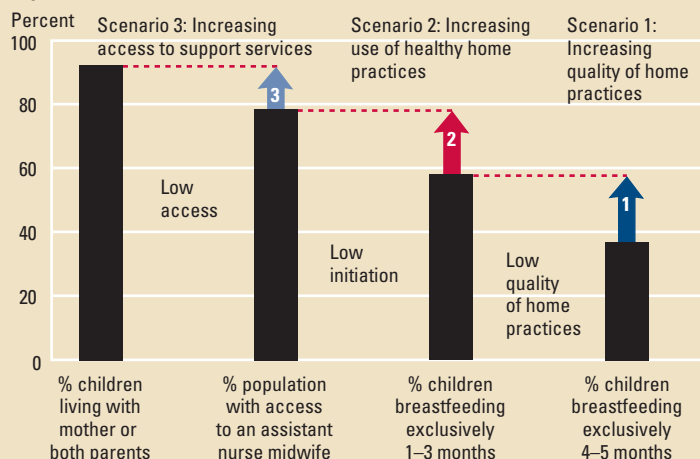 Percent
Scenario 3: Increasing
access to support services
Scenario 2: Increasing
use of healthy home
practices
Scenario 1:
Increasing
quality of home
practices
100
80
60
40
20
0
3
2
1
Low
access
Low
initiation
Low
quality
of home
practices
% children
living with
mother or
both parents
% population
with access
to an assistant
nurse midwife
% children
breastfeeding
exclusively
1–3 months
% children
breastfeeding
exclusively
4–5 months